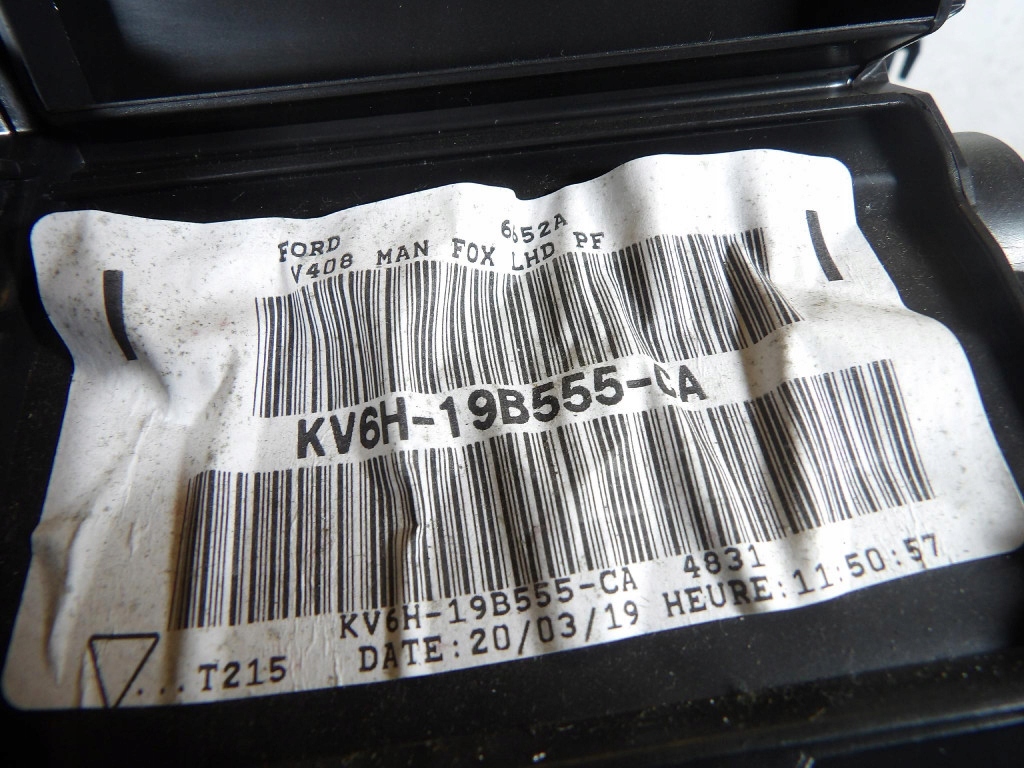 FORD 6652A
V408 MAN FOX LHD PF
KV6H-19B555-CA
KV6H-19B555-CA 4831
DATE:20/03/19 HEURE:11:50:57
...T215